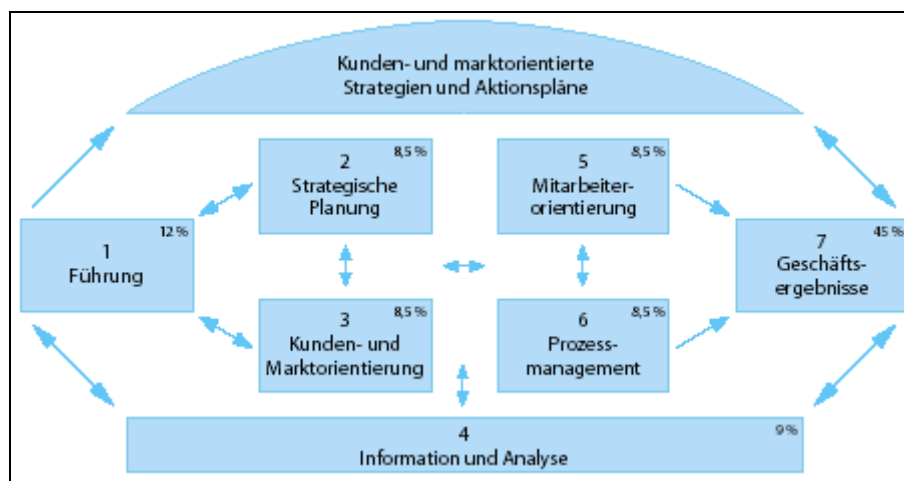 Kunden- und marktorientierte
Strategien und Aktionspläne
8,5 %
2
Strategische
Planung
8,5 %
5
Mitarbeiter-
orientierung
12 %
1
Führung
45 %
7
Geschäfts-
ergebnisse
8,5 %
3
Kunden- und
Marktorientierung
8,5 %
6
Prozess-
management
9 %
4
Information und Analyse